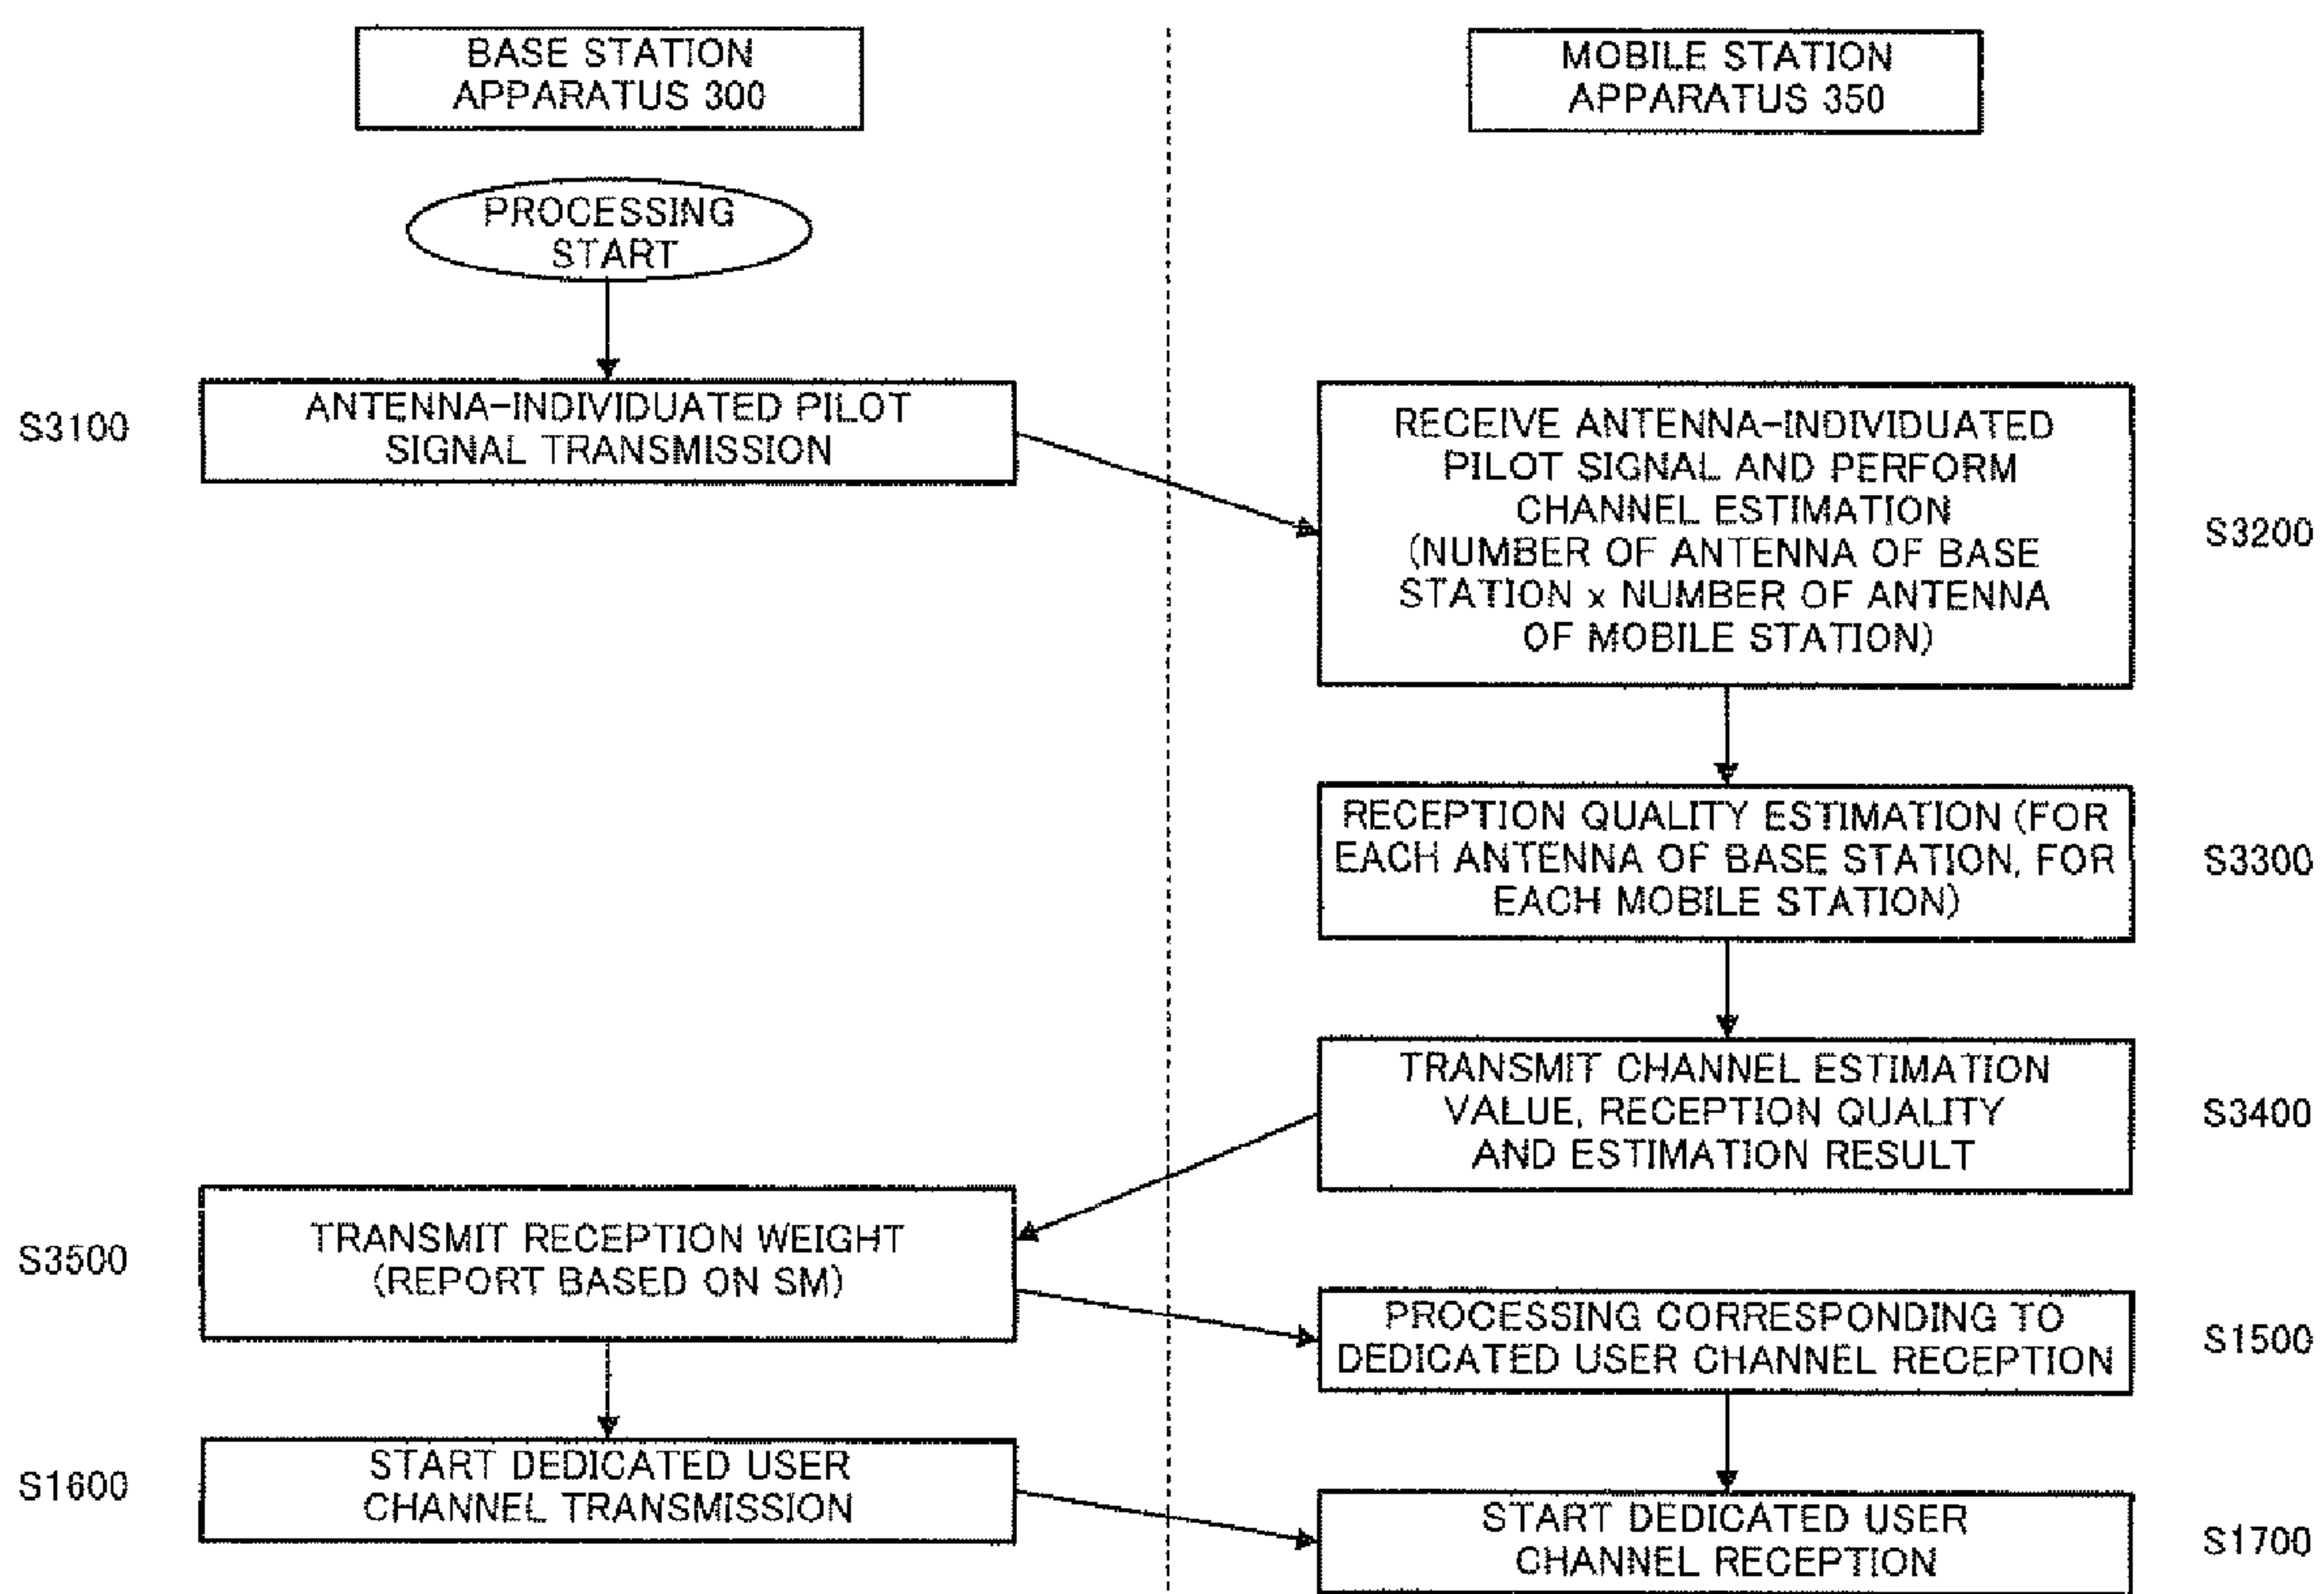 BASE STATION
APPARATUS 300
MOBILE STATION
APPARATUS 350
PROCESSING
START
S3100
ANTENNA-INDIVIDUATED PILOT
SIGNAL TRANSMISSION
RECEIVE ANTENNA-INDIVIDUATED
PILOT SIGNAL AND PERFORM
CHANNEL ESTIMATION
(NUMBER OF ANTENNA OF BASE
STATION x NUMBER OF ANTENNA
OF MOBILE STATION)
S3200
RECEPTION QUALITY ESTIMATION (FOR
EACH ANTENNA OF BASE STATION, FOR
EACH MOBILE STATION)
S3300
TRANSMIT CHANNEL ESTIMATION
VALUE, RECEPTION QUALITY
AND ESTIMATION RESULT
S3400
S3500
TRANSMIT RECEPTION WEIGHT
(REPORT BASED ON SM)
PROCESSING CORRESPONDING TO
DEDICATED USER CHANNEL RECEPTION
S1500
S1600
START DEDICATED USER
CHANNEL TRANSMISSION
START DEDICATED USER
CHANNEL RECEPTION
S1700